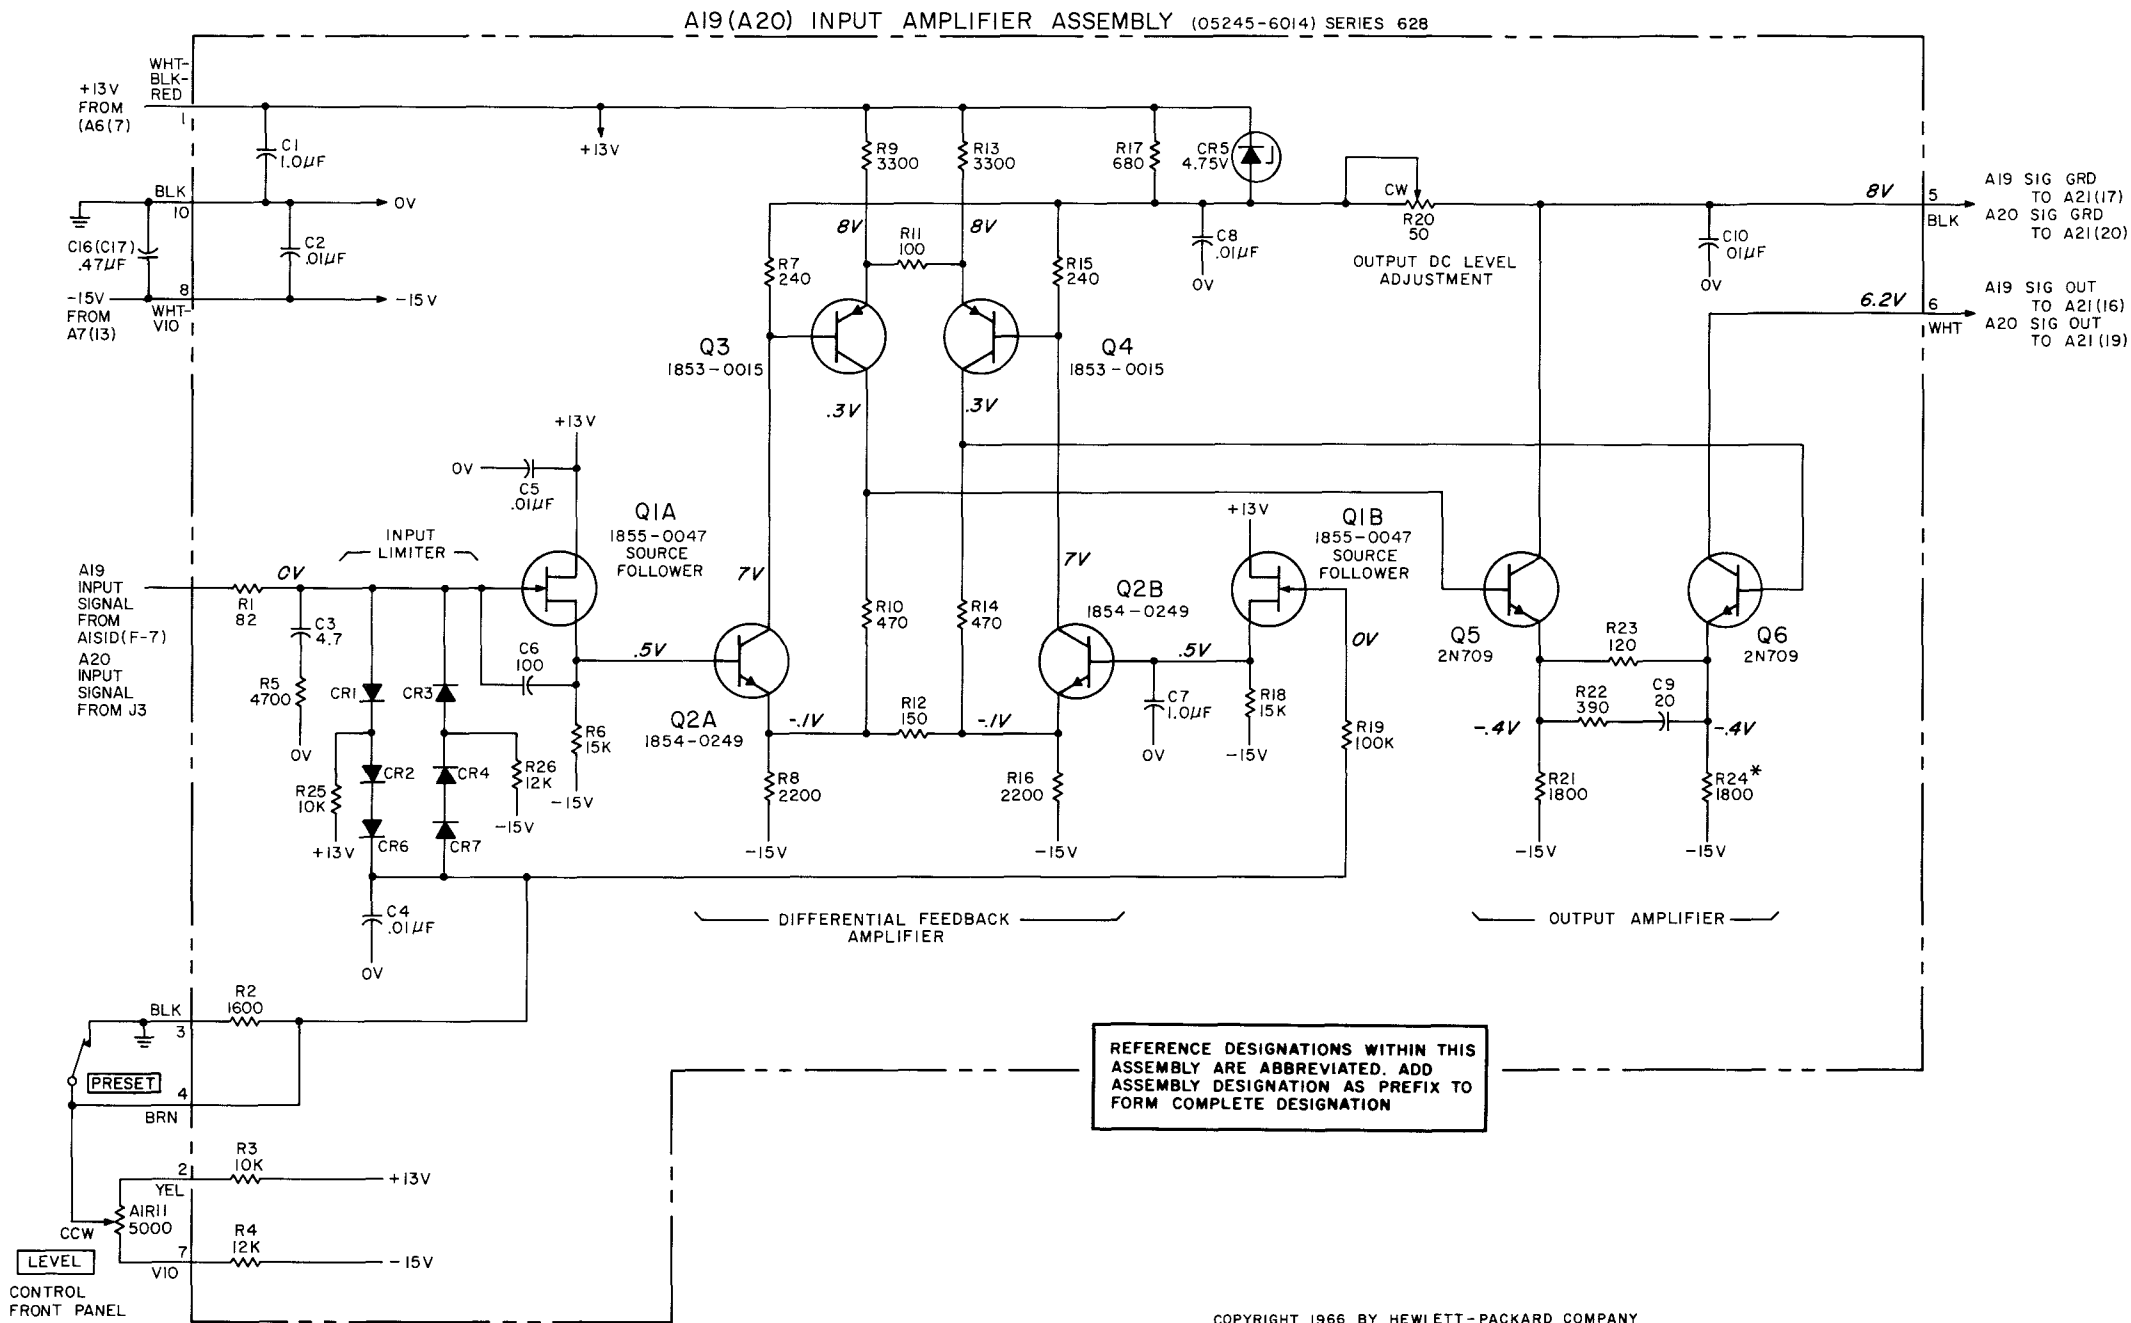 A19(A20) INPUT AMPLIFIER ASSEMBLY (05245-6014) SERIES 628
WHT-
BLK-
RED
+13V
FROM
(A6(7)
1
C1
1.0µF
+13V
R9
3300
R13
3300
R17
680
CR5
4.75V
BLK
10
0V
C16(C17)
.47µF
C2
.01µF
-15V
FROM
A7(13)
8
WHT-
VIO
-15V
8V
R11
100
8V
R7
240
R15
240
C8
.01µF
0V
CW
R20
50
OUTPUT DC LEVEL
ADJUSTMENT
C10
01µF
0V
8V
5
BLK
A19 SIG GRD
TO A21(17)
A20 SIG GRD
TO A21(20)
6.2V
6
WHT
A19 SIG OUT
TO A21(16)
A20 SIG OUT
TO A21(19)
Q3
1853-0015
Q4
1853-0015
.3V
.3V
+13V
0V
C5
.01µF
Q1A
1855-0047
SOURCE
FOLLOWER
INPUT
LIMITER
+13V
Q1B
1855-0047
SOURCE
FOLLOWER
A19
INPUT
SIGNAL
FROM
A1S1D(F-7)
A20
INPUT
SIGNAL
FROM J3
R1
82
0V
C3
4.7
R5
4700
0V
7V
7V
Q2B
1854-0249
R10
470
R14
470
C6
100
.5V
.5V
0V
Q5
2N709
R23
120
Q6
2N709
CR1
CR3
Q2A
1854-0249
-.1V
R12
150
-.1V
C7
1.0µF
0V
R18
15K
-15V
R19
100K
R22
390
C9
20
-.4V
-.4V
R6
15K
-15V
CR2
CR4
R25
10K
+13V
R26
12K
-15V
CR6
CR7
R8
2200
-15V
R16
2200
-15V
R21
1800
-15V
R24*
1800
-15V
C4
.01µF
0V
DIFFERENTIAL FEEDBACK
AMPLIFIER
OUTPUT AMPLIFIER
BLK
3
R2
1600
PRESET
4
BRN
REFERENCE DESIGNATIONS WITHIN THIS
ASSEMBLY ARE ABBREVIATED. ADD
ASSEMBLY DESIGNATION AS PREFIX TO
FORM COMPLETE DESIGNATION
2
YEL
R3
10K
+13V
A1R11
5000
CCW
7
VIO
R4
12K
-15V
LEVEL
CONTROL
FRONT PANEL
COPYRIGHT 1966 BY HEWLETT-PACKARD COMPANY